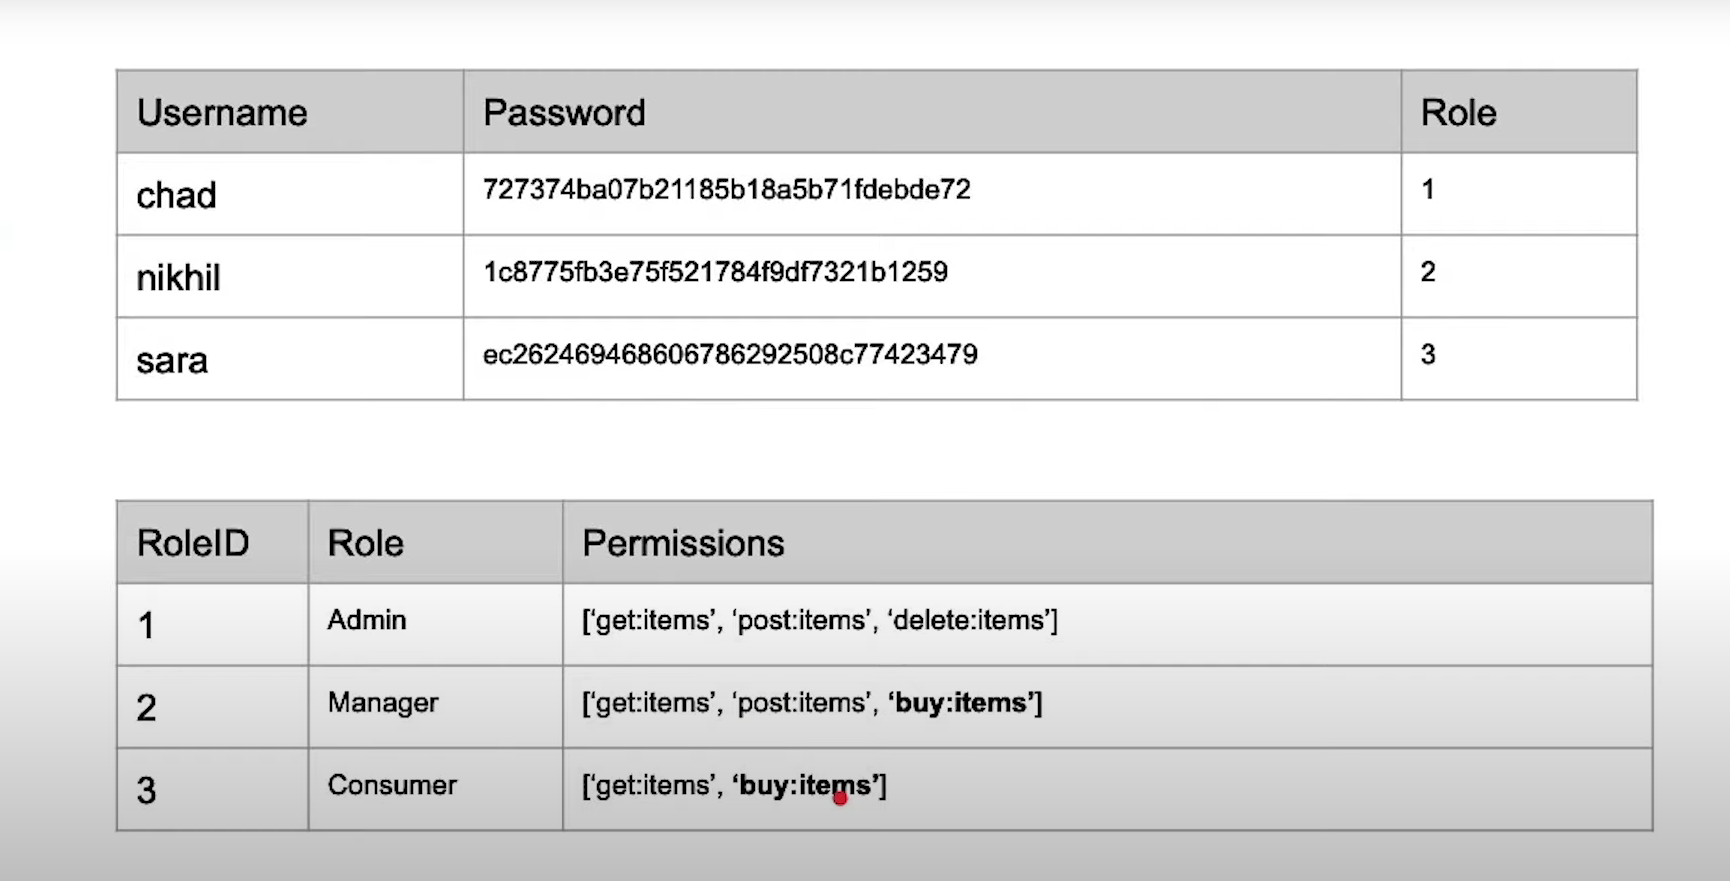 Username Password Role
chad 727374ba07b21185b18a5b71fdebde72 1
nikhil 1c8775fb3e75f521784f9df7321b1259 2
sara ec262469468606786292508c77423479 3
RoleID Role Permissions
1 Admin [‘get:items’, ‘post:items’, ‘delete:items’]
2 Manager [‘get:items’, ‘post:items’, ‘buy:items’]
3 Consumer [‘get:items’, ‘buy:items’]